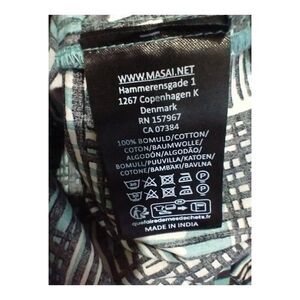 WWW.MASAI.NET
Hammerensgade 1
1267 Copenhagen K
Denmark
RN 157967
CA 07384
100% BOMULD/COTTON/
COTON/BAUMWOLLE/
ALGODÓN/ALGODÃO/
BOMULL/PUUVILLA/KATOEN/
COTONE/BAMBAKI/BAVLNA
quefairedemesdechets.fr
MADE IN INDIA